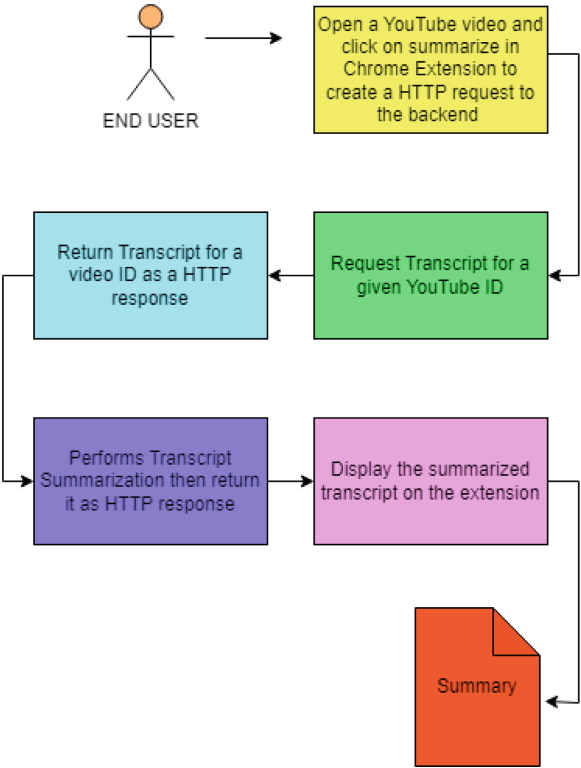 Open a YouTube video and
click on summarize in
Chrome Extension to
create a HTTP request to
the backend
END USER
Return Transcript for a
video ID as a HTTP
response
Request Transcript for a
given YouTube ID
Performs Transcript
Summarization then return
it as HTTP response
Display the summarized
transcript on the extension
Summary